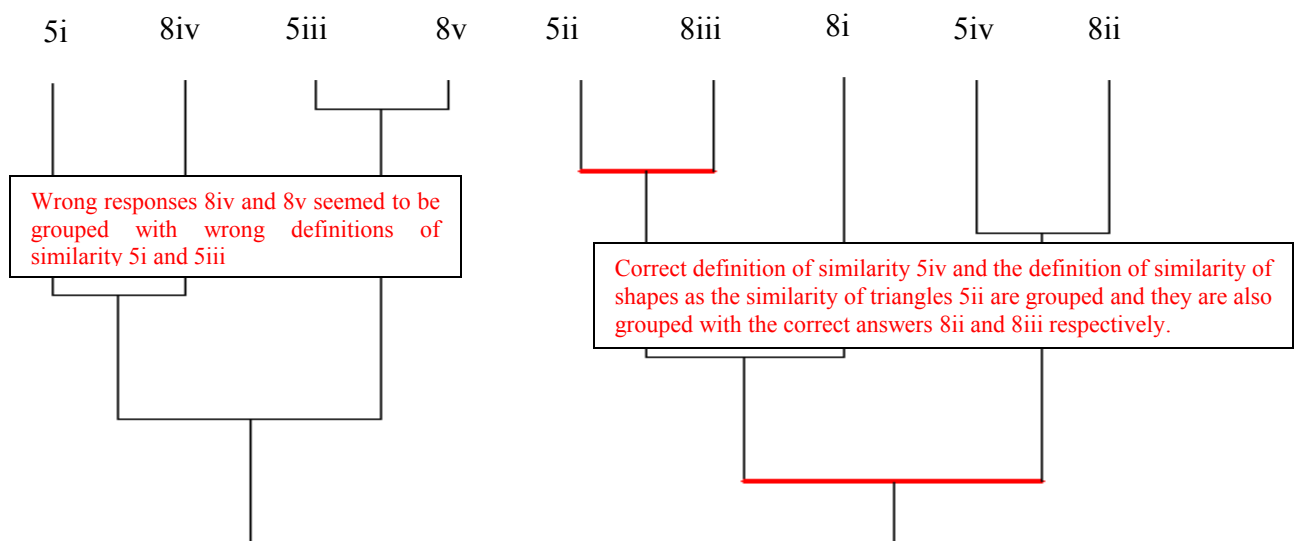 5i 8iv 5iii 8v 5ii 8iii 8i 5iv 8ii
Wrong responses 8iv and 8v seemed to be
grouped with wrong definitions of
similarity 5i and 5iii
Correct definition of similarity 5iv and the definition of similarity of
shapes as the similarity of triangles 5ii are grouped and they are also
grouped with the correct answers 8ii and 8iii respectively.